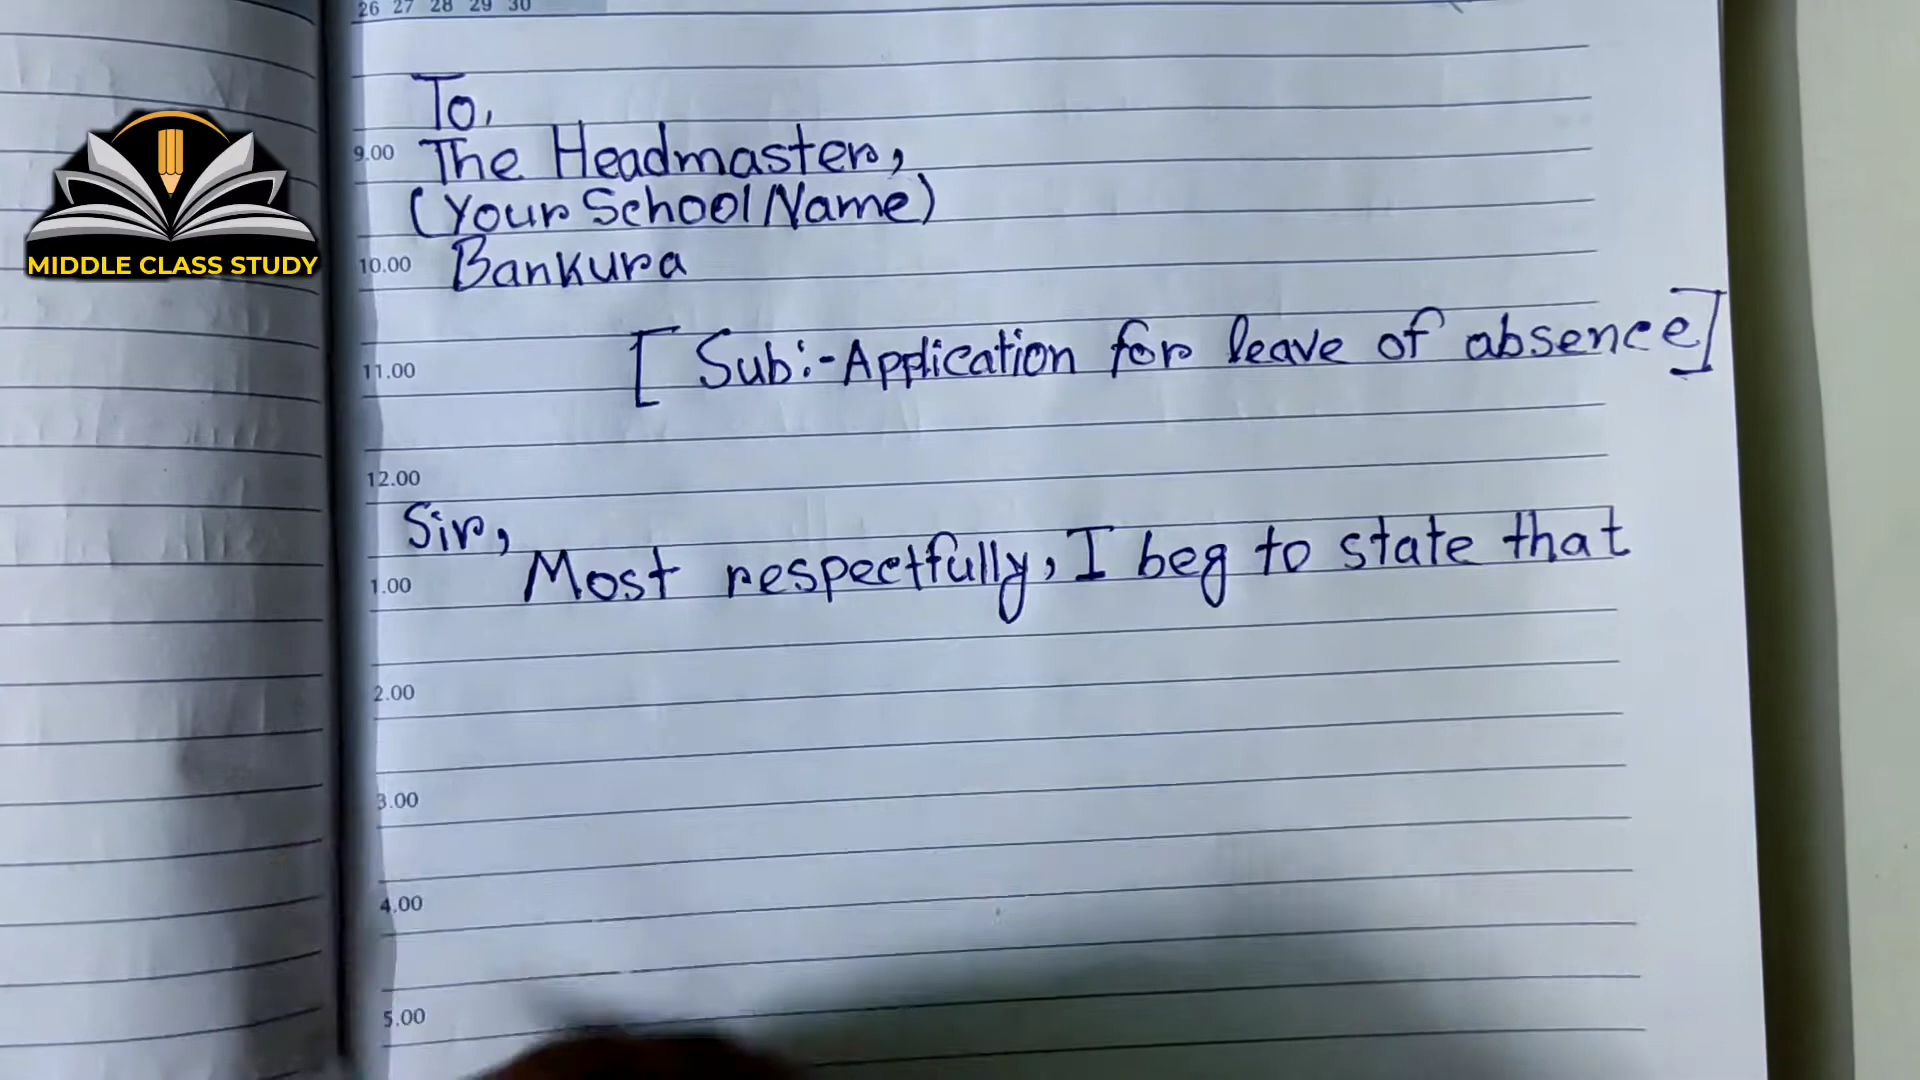 26 27 28 29 30
To,
9.00 The Headmaster,
(Your School Name)
10.00 Bankura
11.00 [ Sub:-Application for leave of absence]
12.00
Sir,
1.00 Most respectfully, I beg to state that
2.00
3.00
4.00
5.00
MIDDLE CLASS STUDY